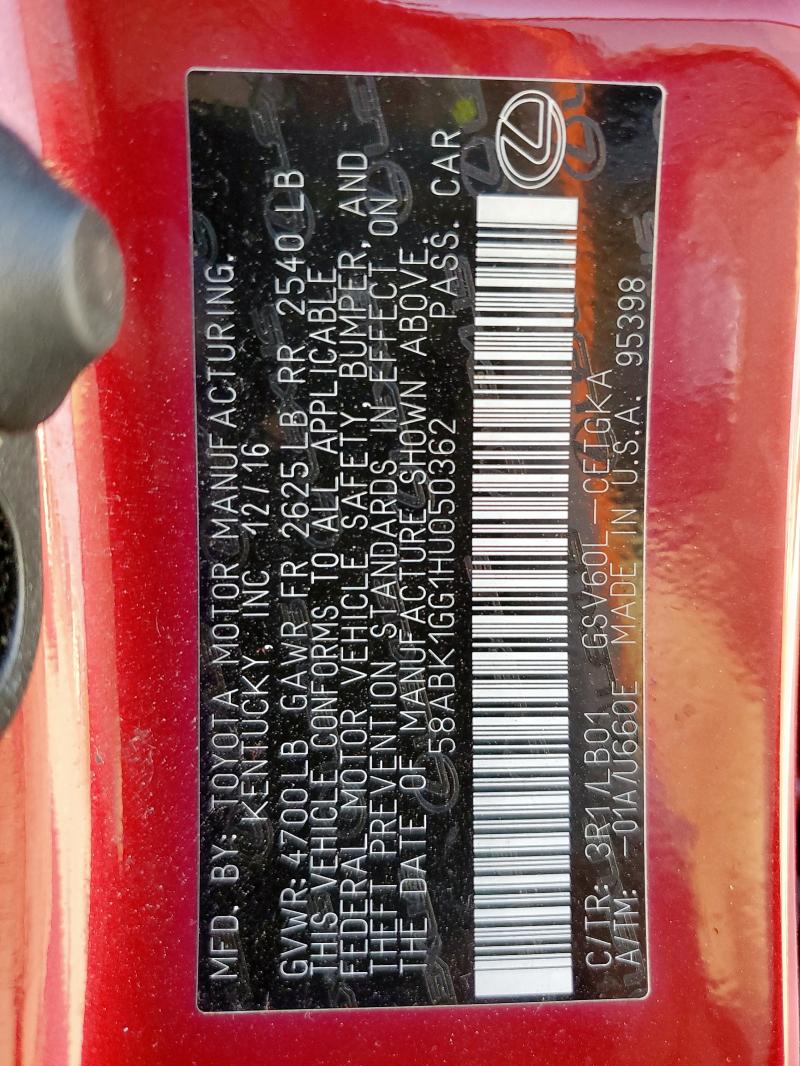 MFD. BY: TOYOTA MOTOR MANUFACTURING.
KENTUCKY INC 12/16
GVWR: 4700LB GAWR FR 2625LB RR 2540LB
THIS VEHICLE CONFORMS TO ALL APPLICABLE
FEDERAL MOTOR VEHICLE SAFETY, BUMPER, AND
THEFT PREVENTION STANDARDS IN EFFECT ON
THE DATE OF MANUFACTURE SHOWN ABOVE.
58ABK1GG1HU050362 PASS. CAR
C/TR: 3R1/LB01 GSV60L-CETGKA
A/TM: -01A/U660E MADE IN U.S.A. 95398